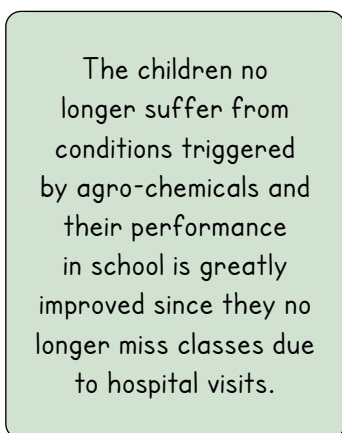 The children no
longer suffer from
conditions triggered
by agro-chemicals and
their performance
in school is greatly
improved since they no
longer miss classes due
to hospital visits.